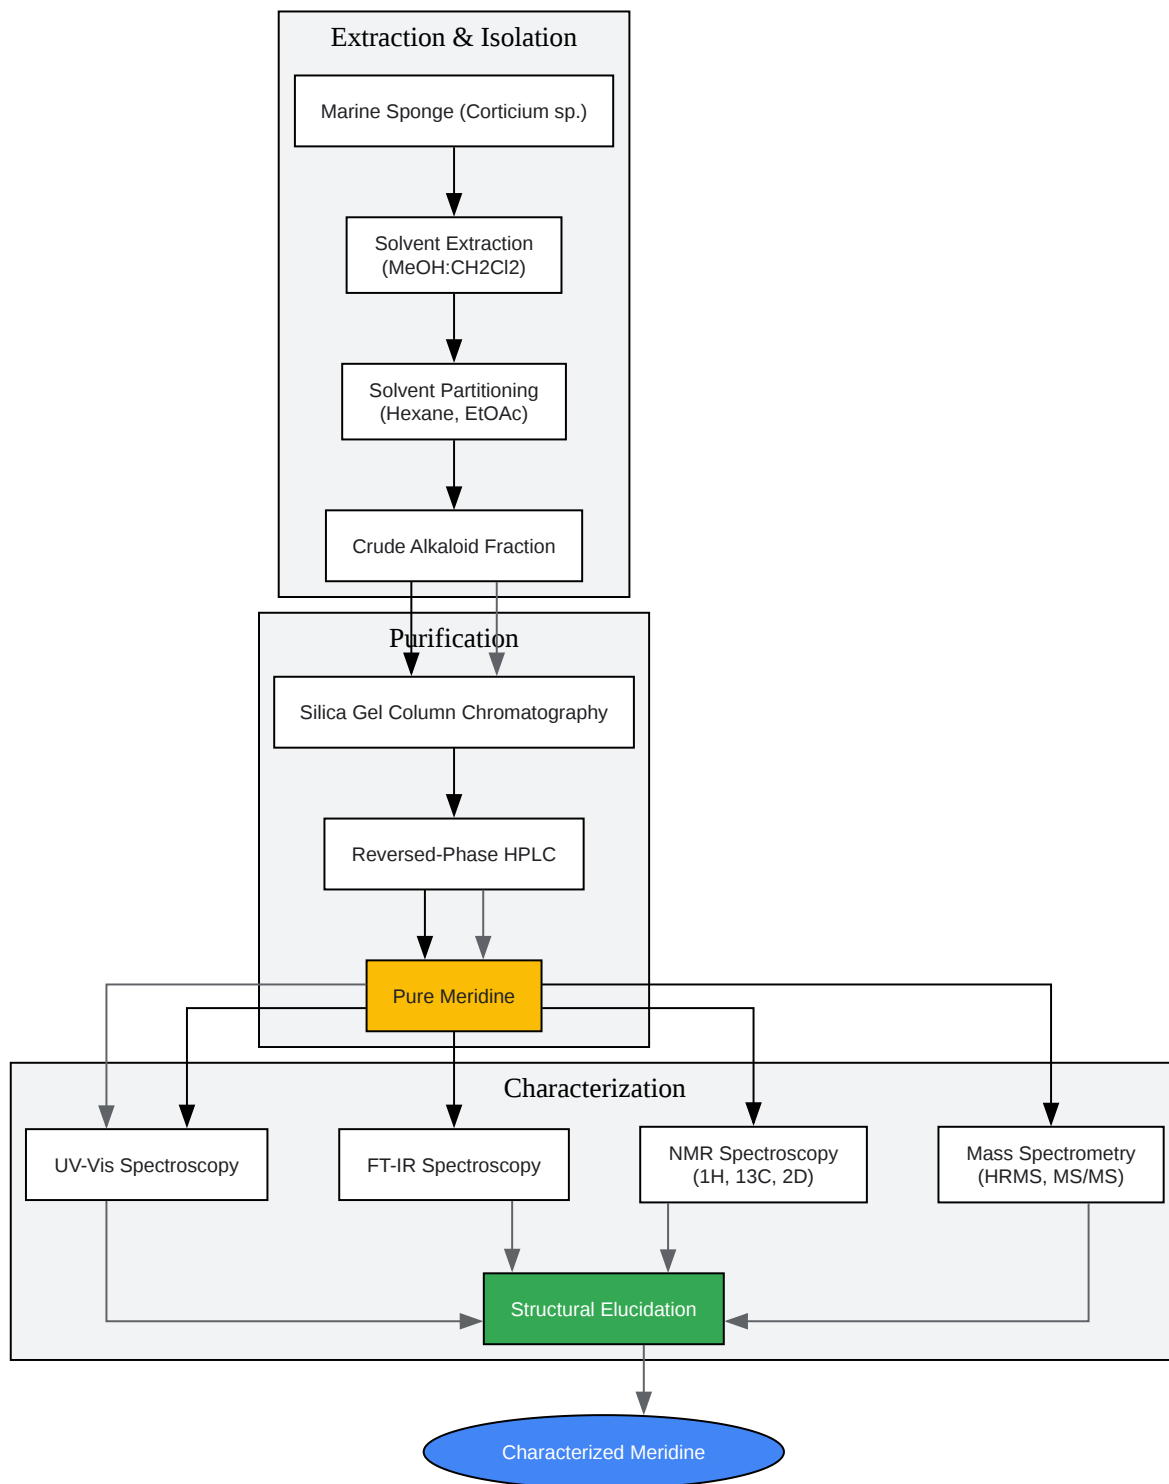 Extraction & Isolation
Marine Sponge (Corticium sp.)
Solvent Extraction
(MeOH:CH2Cl2)
Solvent Partitioning
(Hexane, EtOAc)
Crude Alkaloid Fraction
Purification
Silica Gel Column Chromatography
Reversed-Phase HPLC
Pure Meridine
Characterization
UV-Vis Spectroscopy
FT-IR Spectroscopy
NMR Spectroscopy
(1H, 13C, 2D)
Mass Spectrometry
(HRMS, MS/MS)
Structural Elucidation
Characterized Meridine